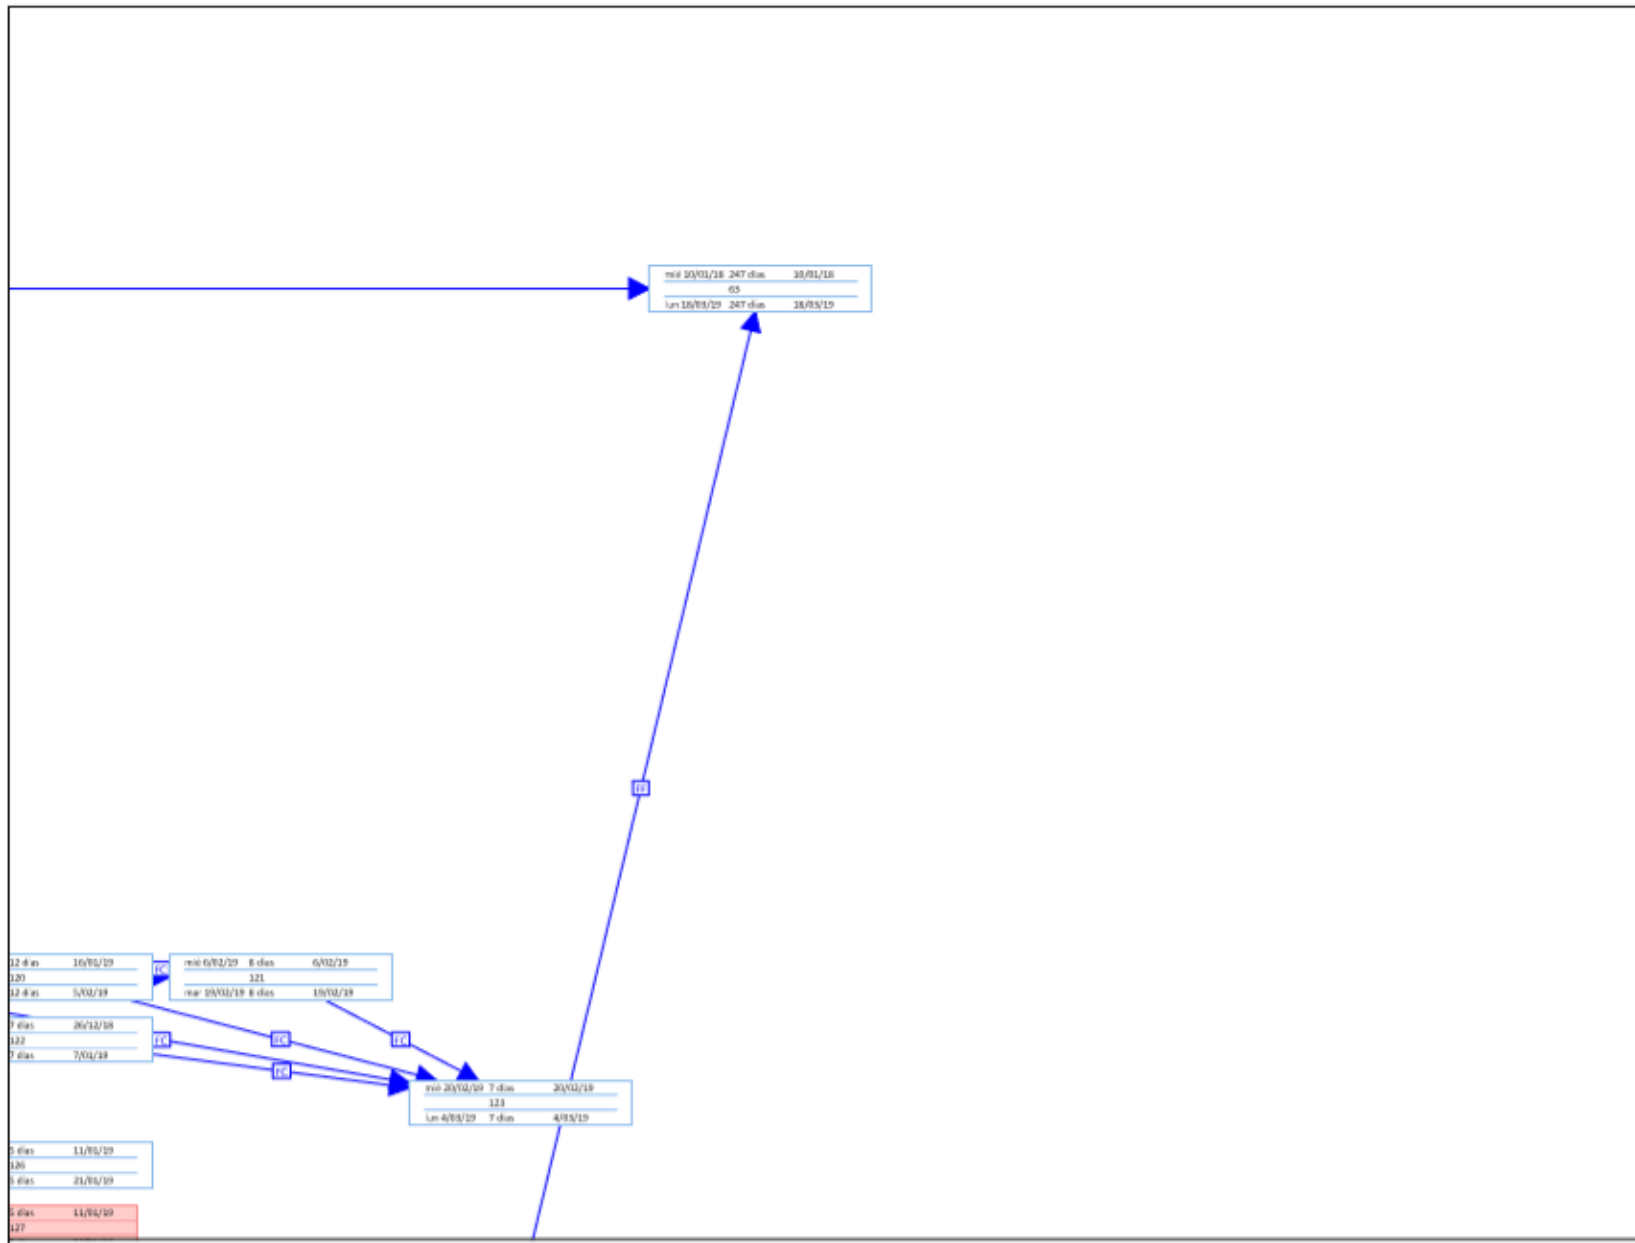 mié 10/01/18 247 días 10/01/18
63
lun 18/03/19 247 días 18/03/19
FF
12 días 16/01/19
120
12 días 5/02/19
FC
mié 6/02/19 8 días 6/02/19
121
mar 19/02/19 8 días 19/02/19
7 días 26/12/18
122
7 días 7/01/19
FC
FC
FC
FC
mié 20/02/19 7 días 20/02/19
123
lun 4/03/19 7 días 4/03/19
5 días 11/01/19
126
5 días 21/01/19
5 días 11/01/19
127